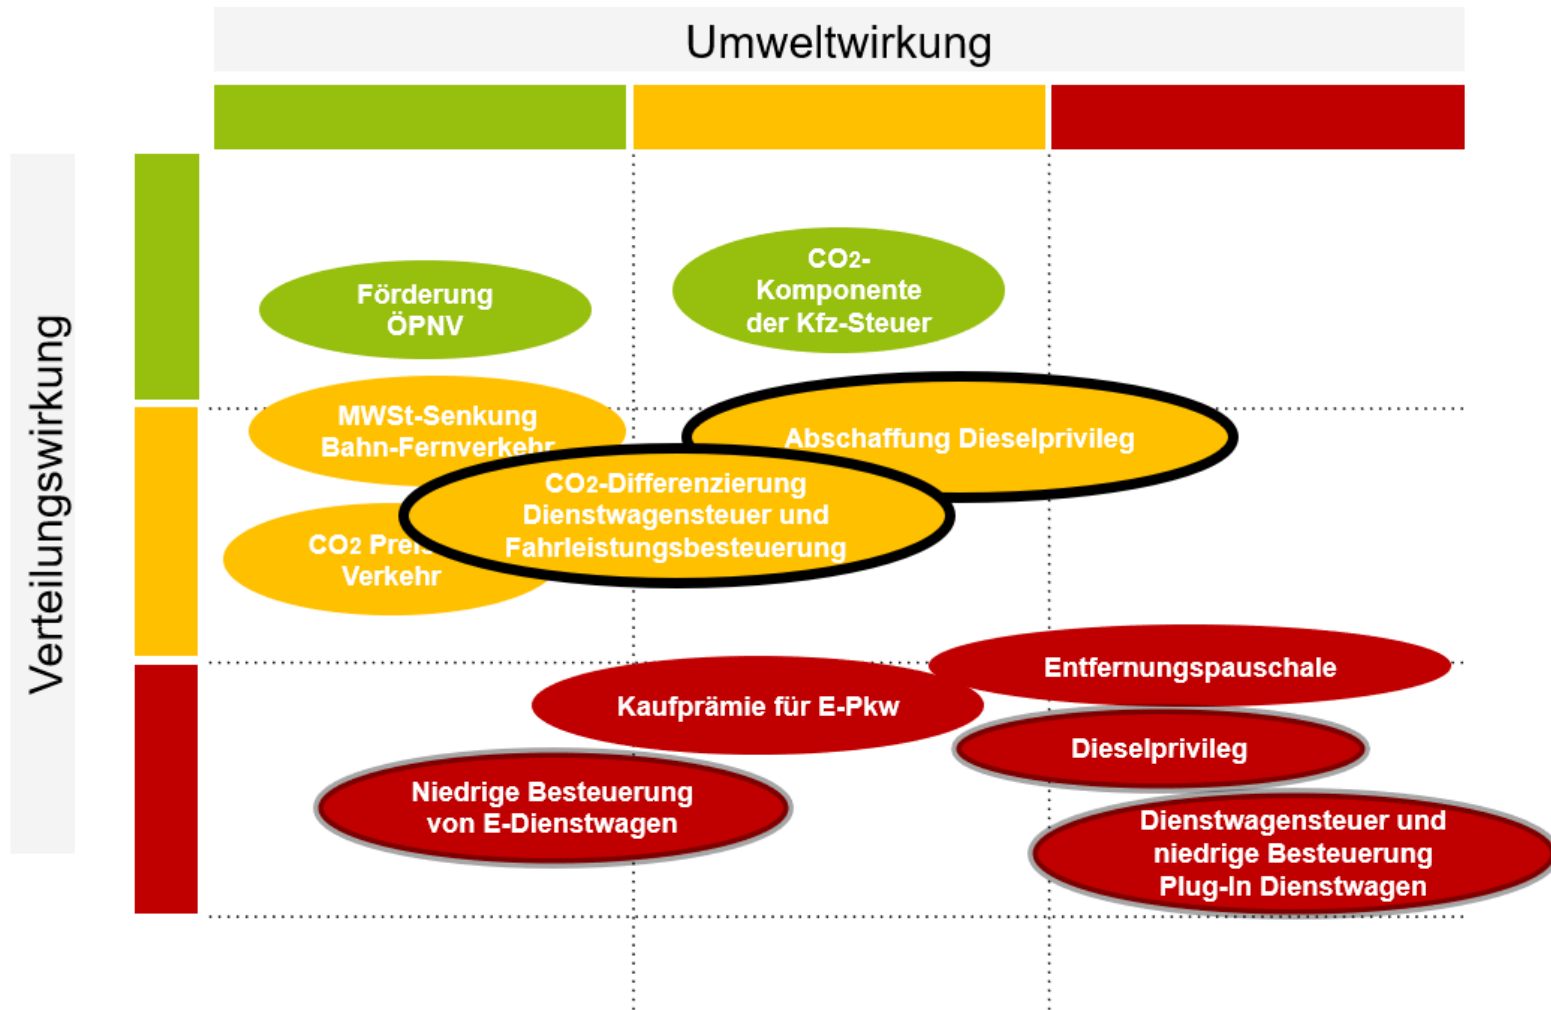 Umweltwirkung
Verteilungswirkung
Förderung
ÖPNV
CO2-
Komponente
der Kfz-Steuer
MWSt-Senkung
Bahn-Fernverkehr
Abschaffung Dieselprivileg
CO2-Differenzierung
Dienstwagensteuer und
Fahrleistungsbesteuerung
CO2 Preis
Verkehr
Entfernungspauschale
Kaufprämie für E-Pkw
Dieselprivileg
Niedrige Besteuerung
von E-Dienstwagen
Dienstwagensteuer und
niedrige Besteuerung
Plug-In Dienstwagen